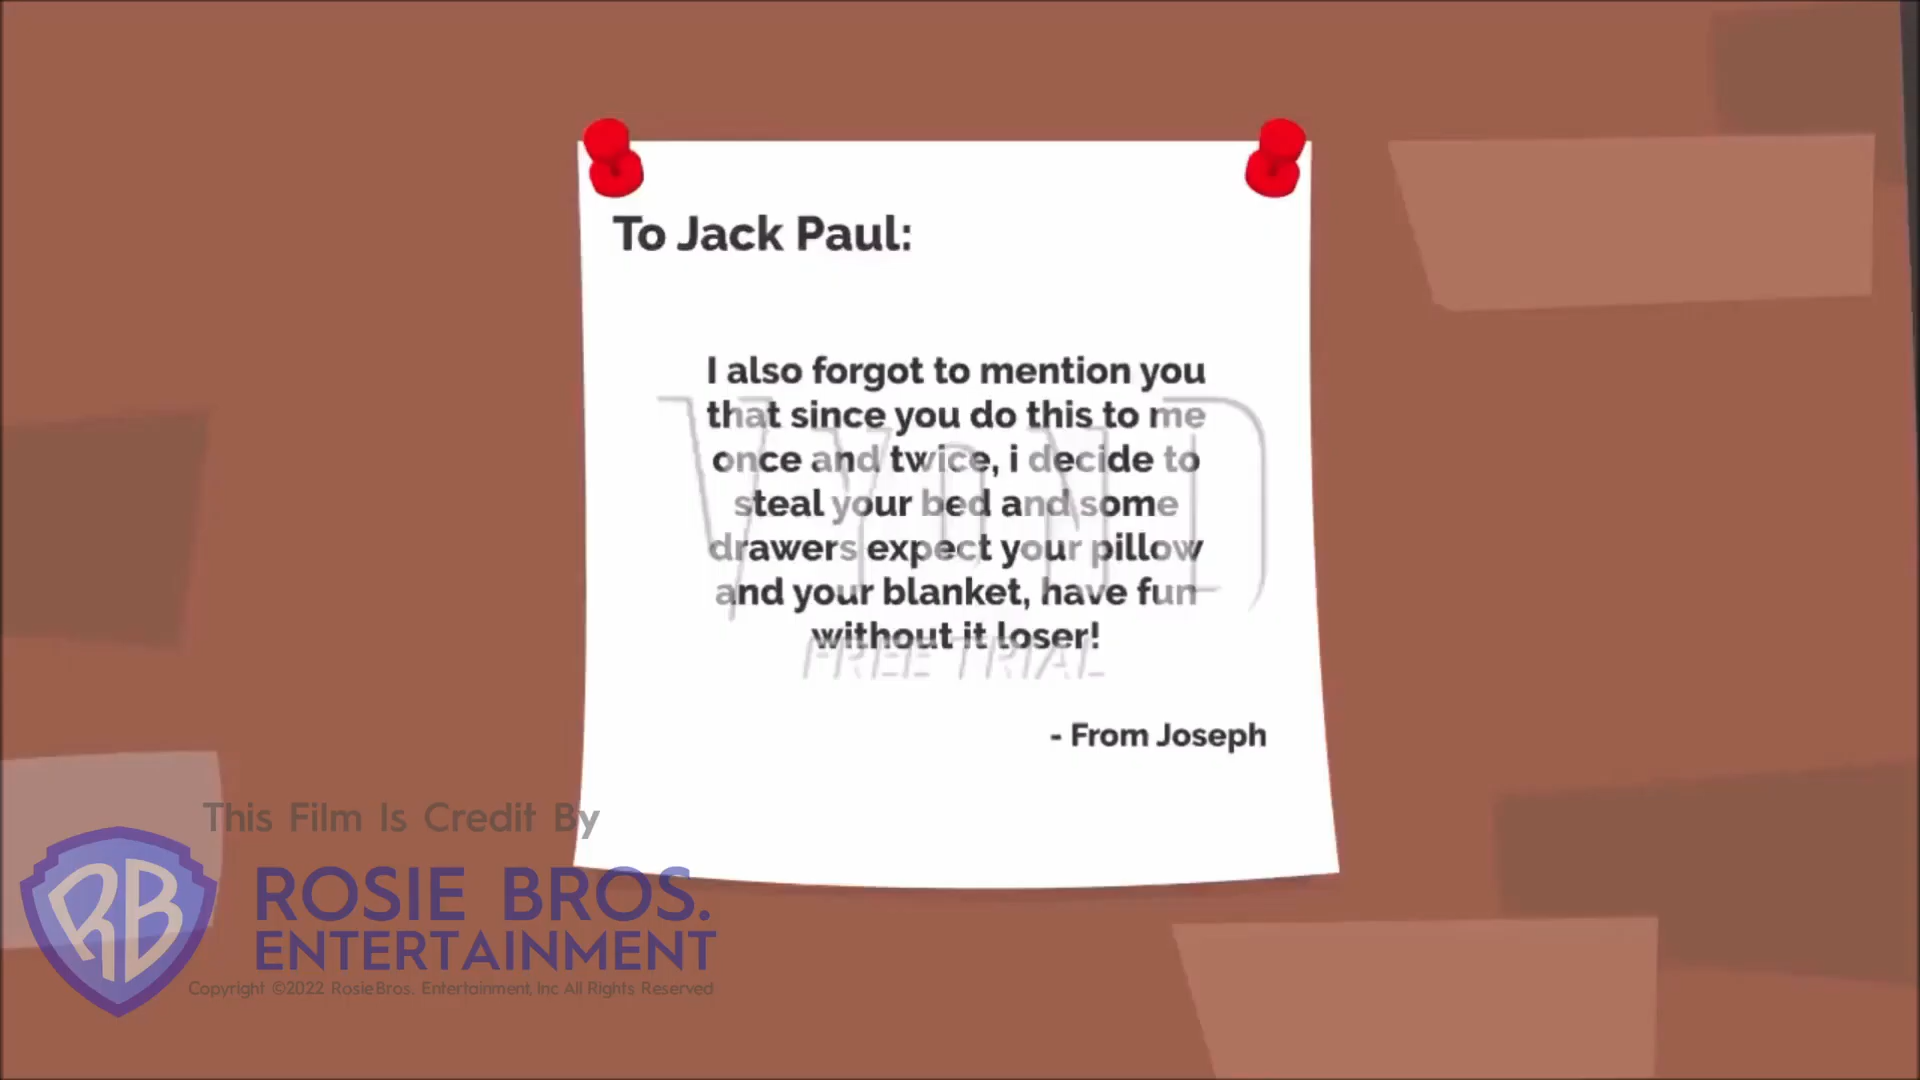 To Jack Paul:
I also forgot to mention you
that since you do this to me
once and twice, i decide to
steal your bed and some
drawers expect your pillow
and your blanket, have fun
without it loser!
VYOND
FREE TRIAL
- From Joseph
This Film Is Credit By
RB
ROSIE BROS.
ENTERTAINMENT
Copyright ©2022 RosieBros. Entertainment, Inc All Rights Reserved